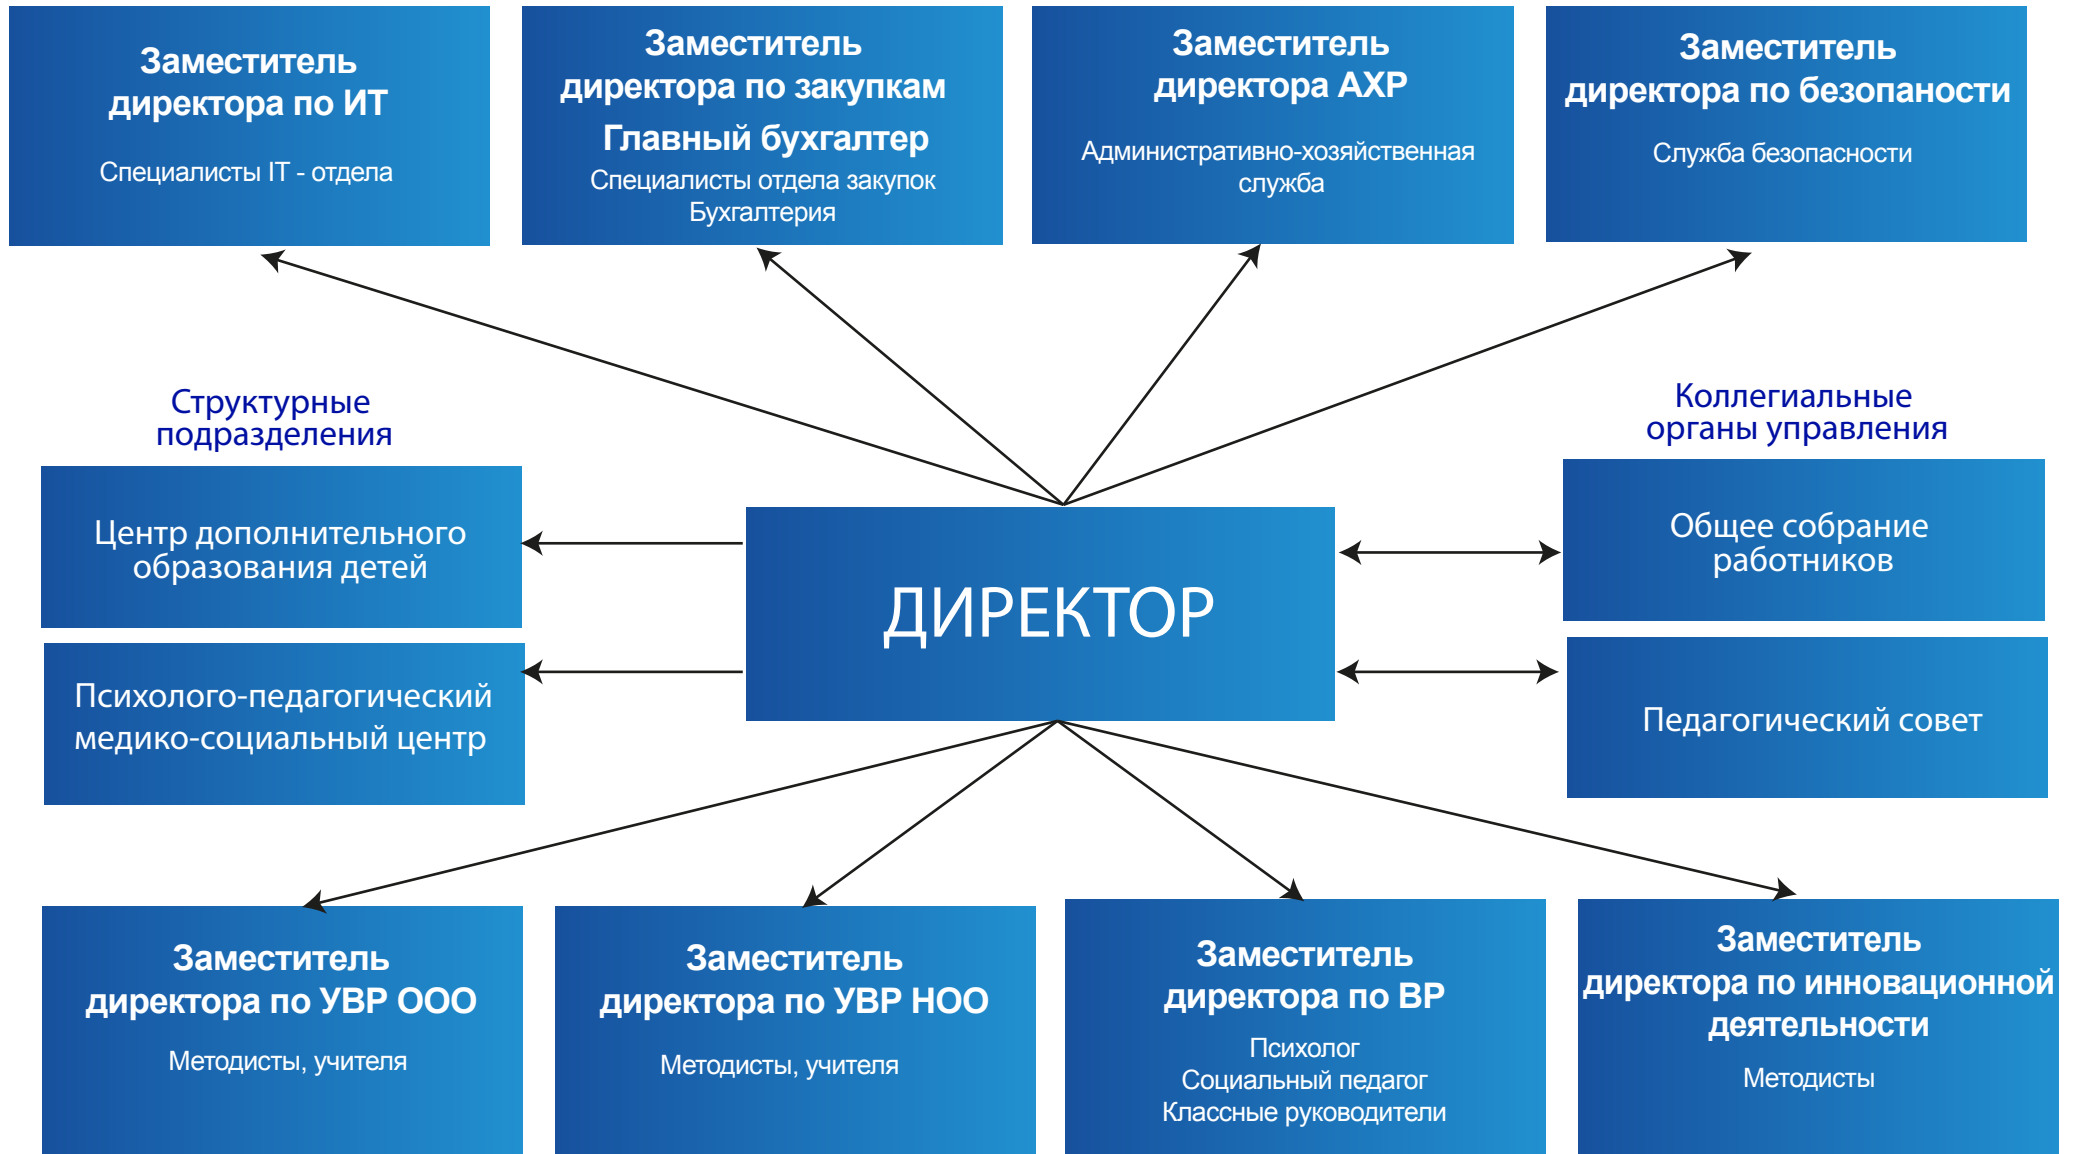 Заместитель
директора по ИТ
Специалисты IT - отдела
Заместитель
директора по закупкам
Главный бухгалтер
Специалисты отдела закупок
Бухгалтерия
Заместитель
директора АХР
Административно-хозяйственная
служба
Заместитель
директора по безопаности
Служба безопасности
Структурные
подразделения
Коллегиальные
органы управления
Центр дополнительного
образования детей
Психолого-педагогический
медико-социальный центр
ДИРЕКТОР
Общее собрание
работников
Педагогический совет
Заместитель
директора по УВР ООО
Методисты, учителя
Заместитель
директора по УВР НОО
Методисты, учителя
Заместитель
директора по ВР
Психолог
Социальный педагог
Классные руководители
Заместитель
директора по инновационной
деятельности
Методисты